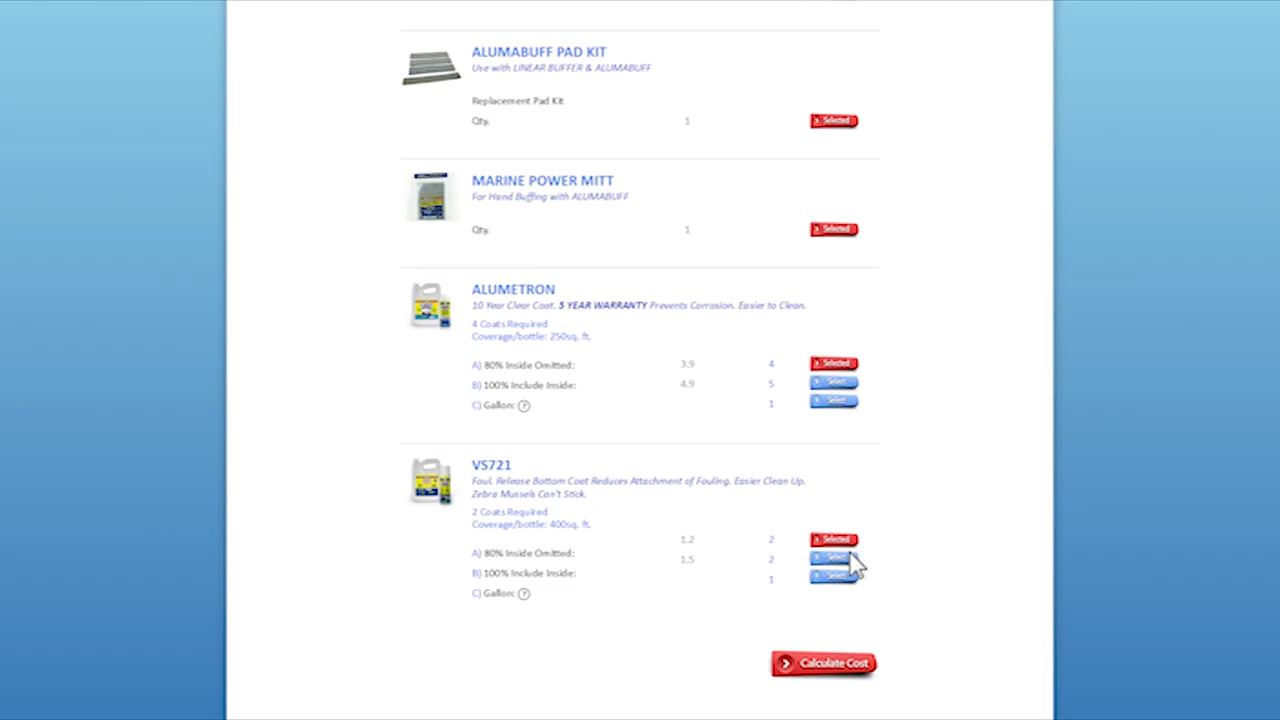 ALUMABUFF PAD KIT
Use with LINEAR BUFFER & ALUMABUFF
Replacement Pad Kit
Qty. 1 Selected
MARINE POWER MITT
For Hand Buffing with ALUMABUFF
Qty. 1 Selected
ALUMETRON
10 Year Clear Coat. 5 YEAR WARRANTY Prevents Corrosion. Easier to Clean.
4 Coats Required
Coverage/bottle: 250sq. ft.
A) 80% Inside Omitted: 3.9 4 Selected
B) 100% Include Inside: 4.9 5 Select
C) Gallon: ? 1 Select
VS721
Foul. Release Bottom Coat Reduces Attachment of Fouling. Easier Clean Up.
Zebra Mussels Can't Stick.
2 Coats Required
Coverage/bottle: 400sq. ft.
A) 80% Inside Omitted: 1.2 2 Selected
B) 100% Include Inside: 1.5 2 Select
C) Gallon: ? 1 Select
Calculate Cost